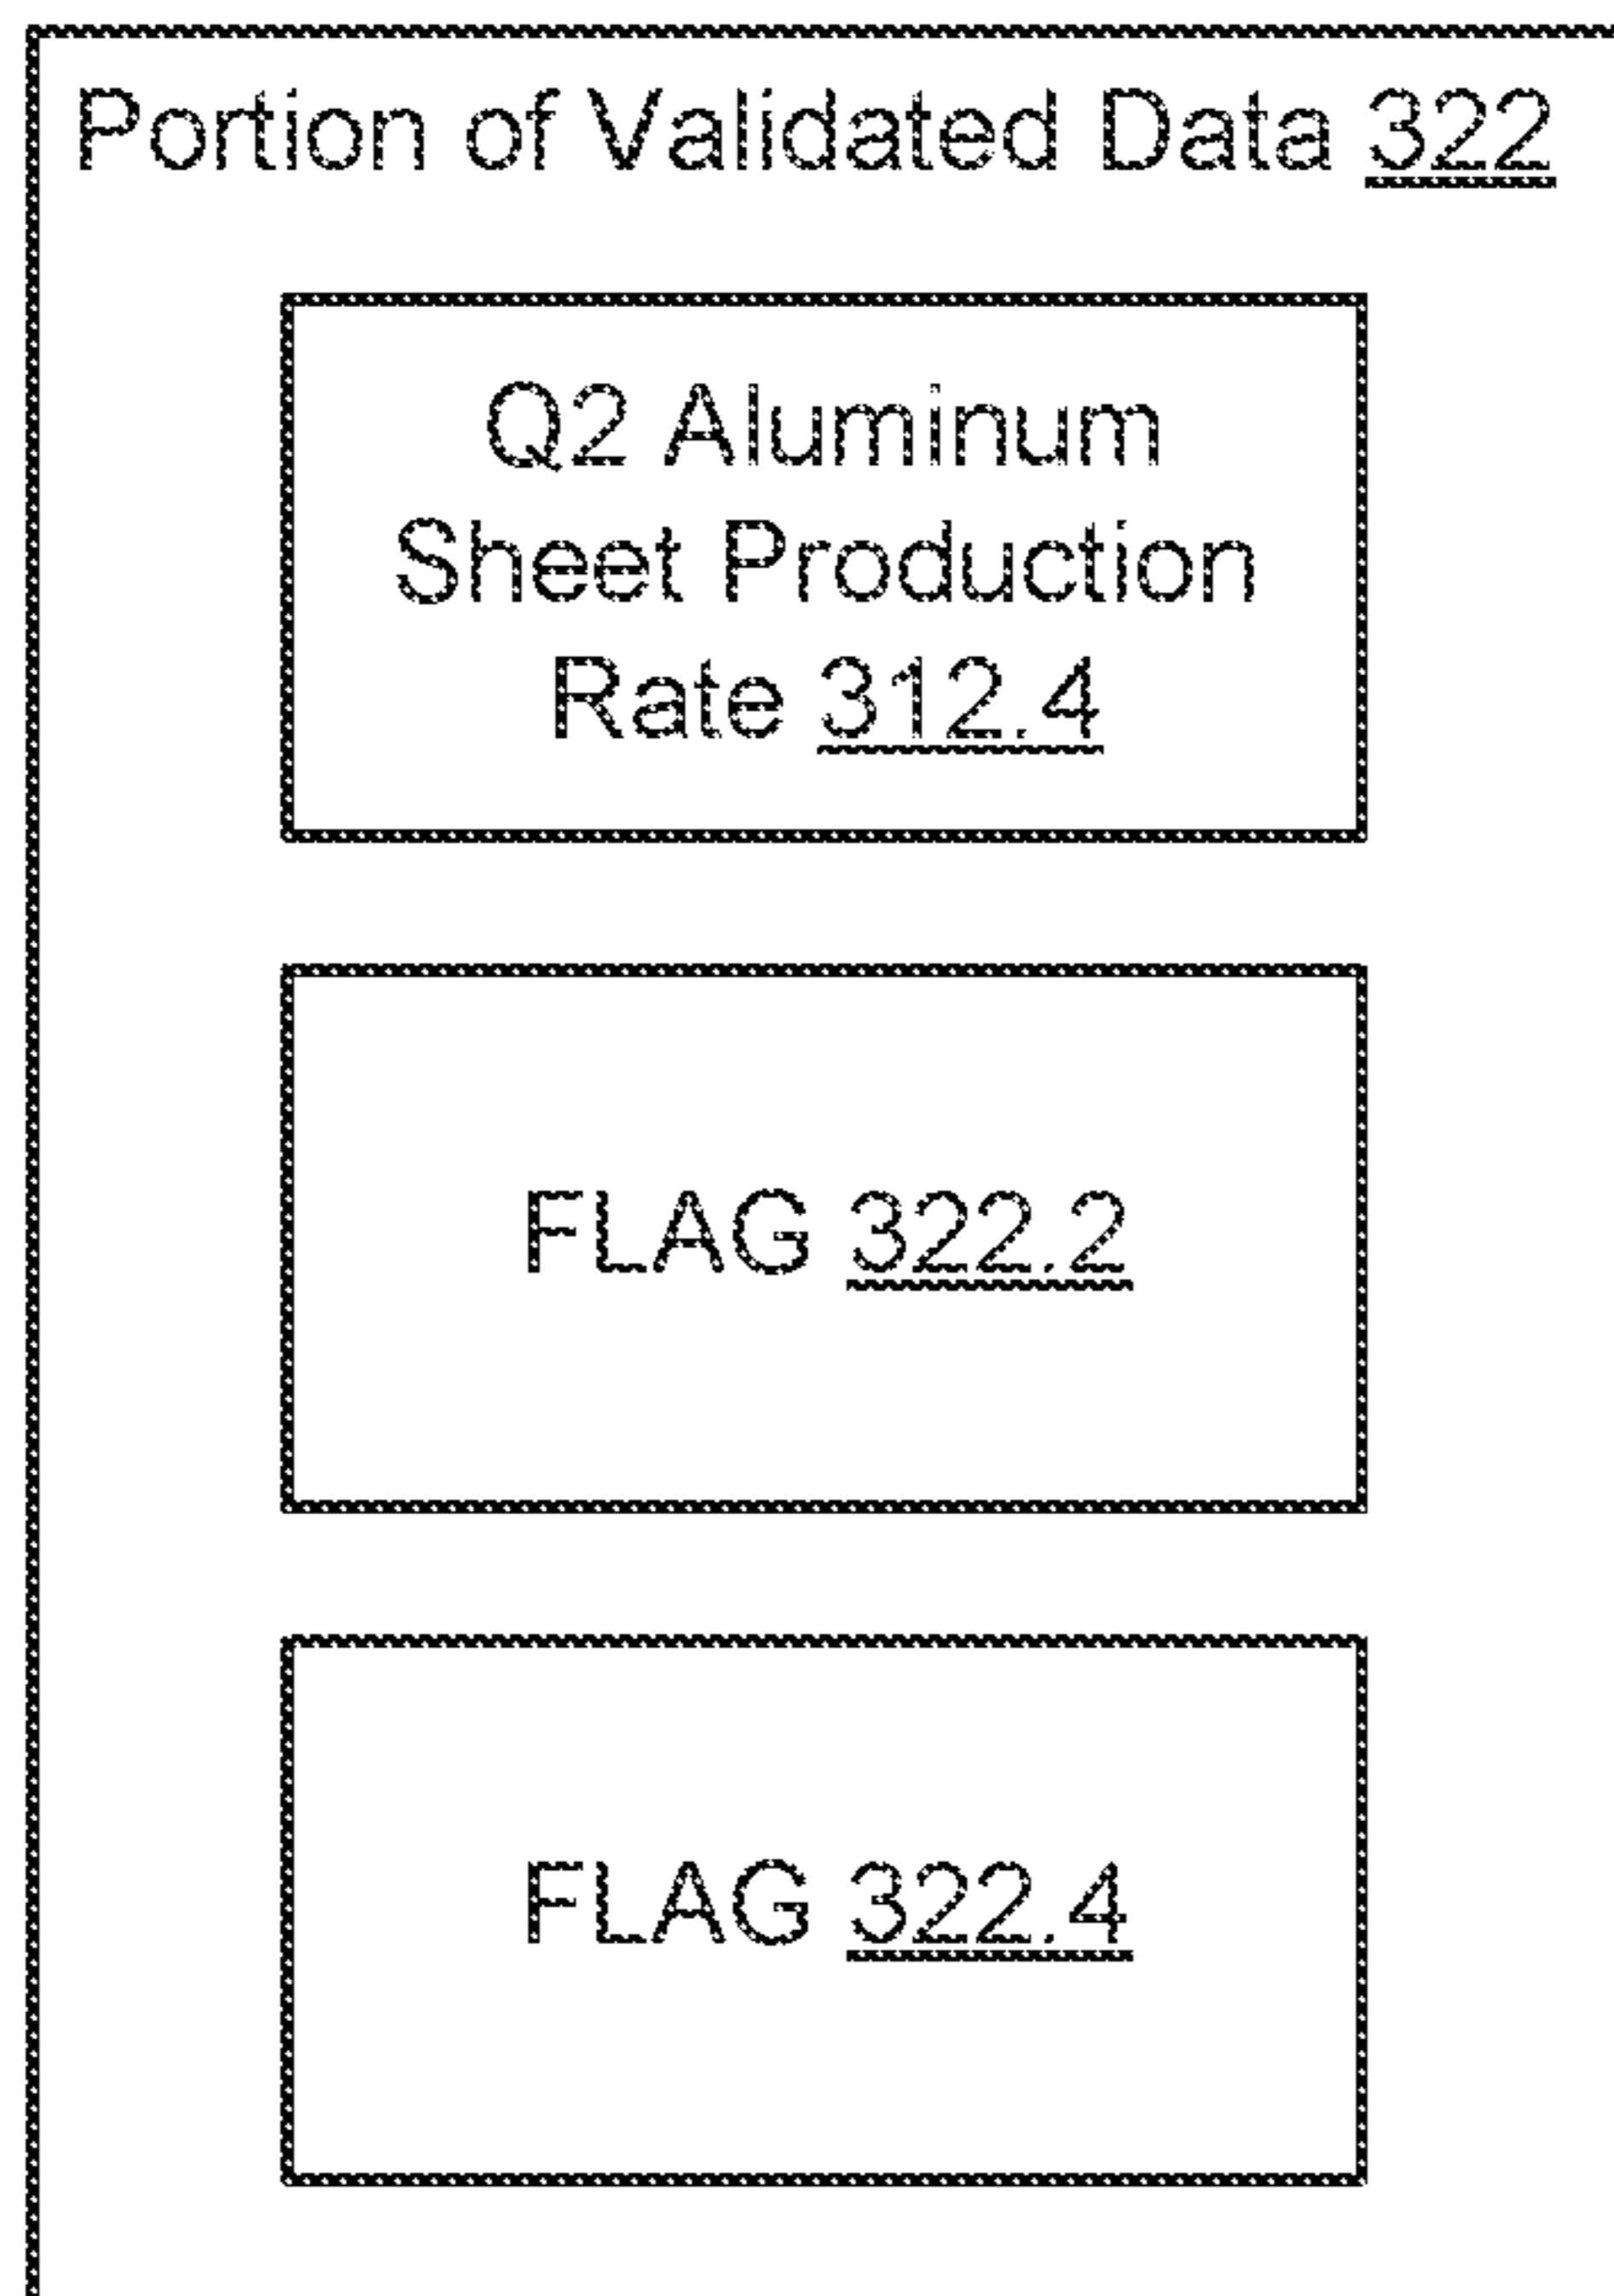 Portion of Validated Data 322
Q2 Aluminum
Sheet Production
Rate 312.4
FLAG 322.2
FLAG 322.4